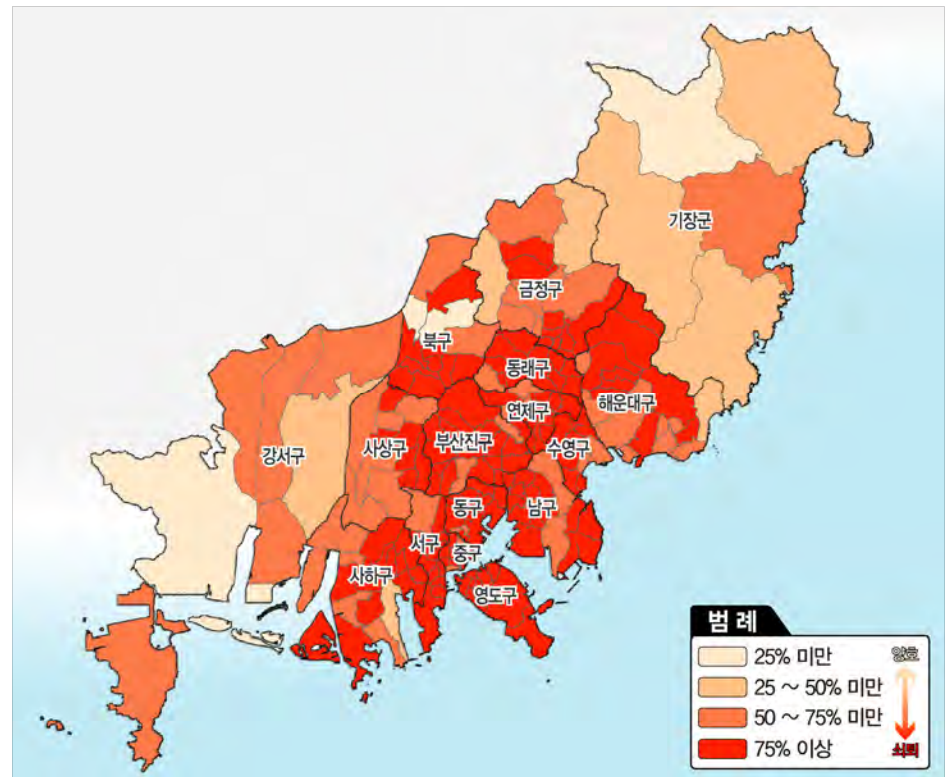 기장군
금정구
북구
동래구
연제구
해운대구
강서구
사상구
부산진구
수영구
동구
남구
서구
중구
사하구
영도구
범 례
25% 미만
양호
25 ~ 50% 미만
50 ~ 75% 미만
75% 이상
쇠퇴